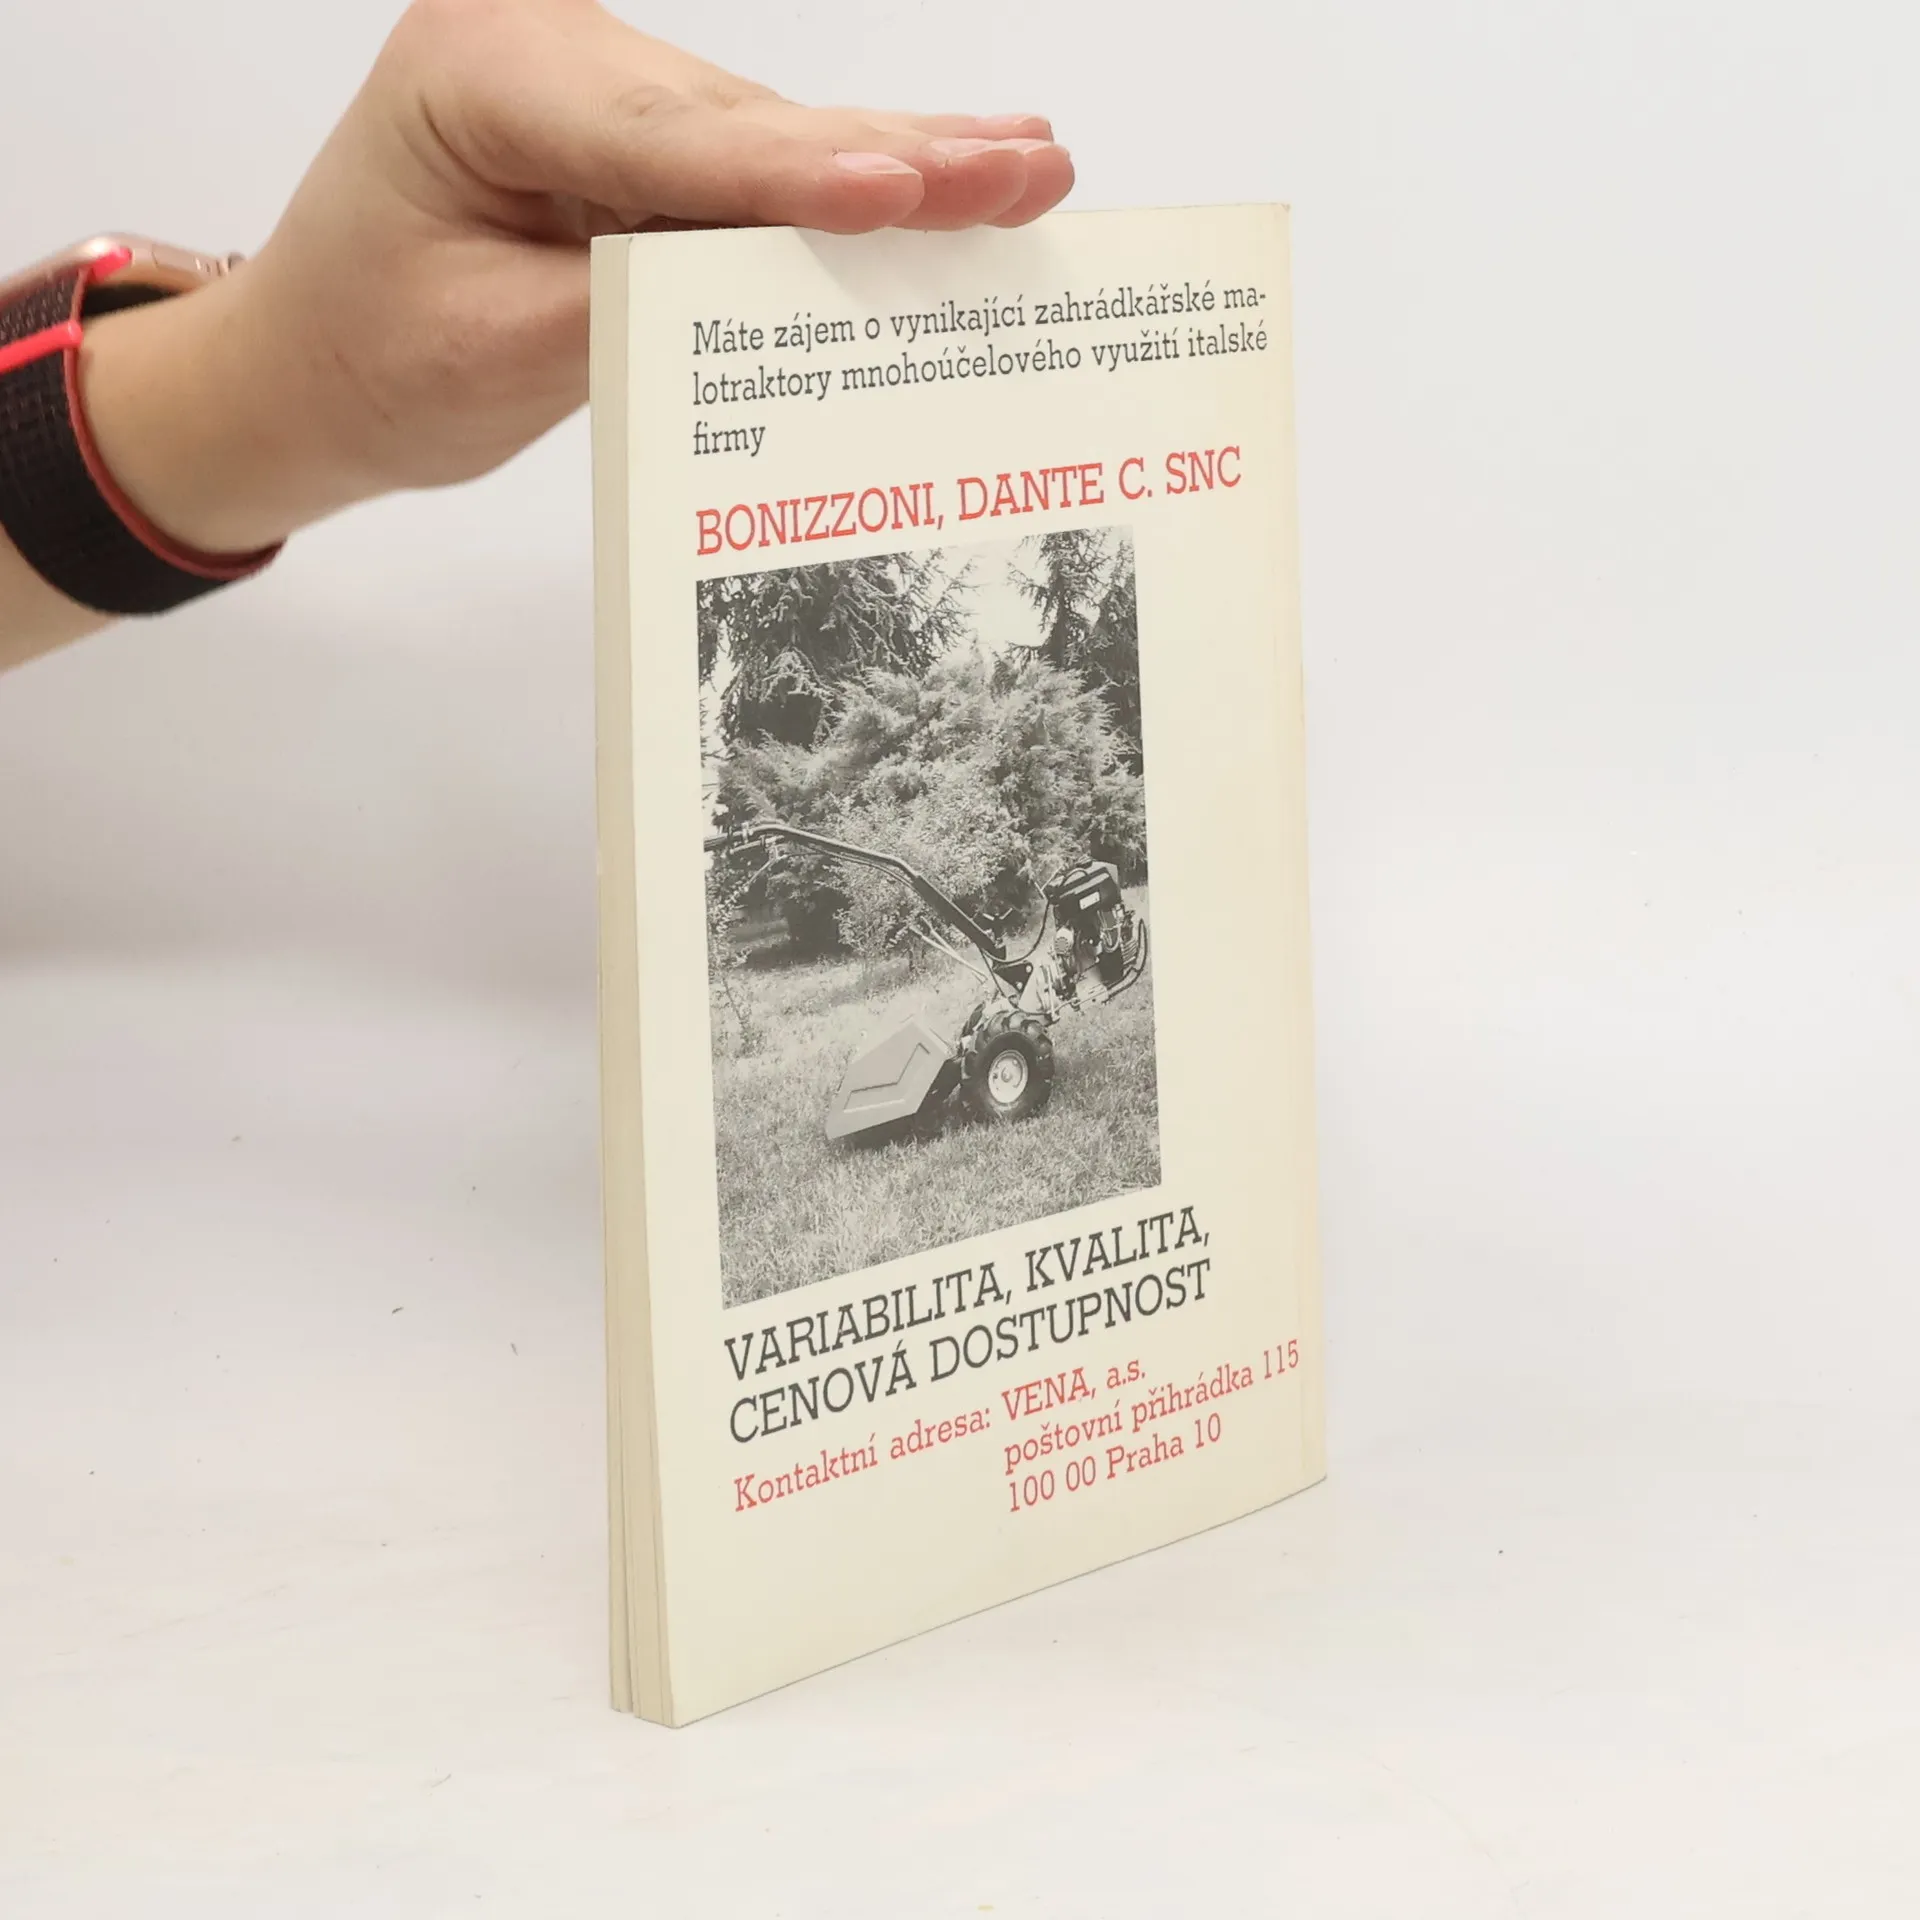 Máte zájem o vynikající zahrádkářské ma-
lotraktory mnohoúčelového využití italské
firmy
BONIZZONI, DANTE C. SNC
VARIABILITA, KVALITA,
CENOVÁ DOSTUPNOST
Kontaktní adresa: VENA, a.s.
poštovní přihrádka 115
100 00 Praha 10